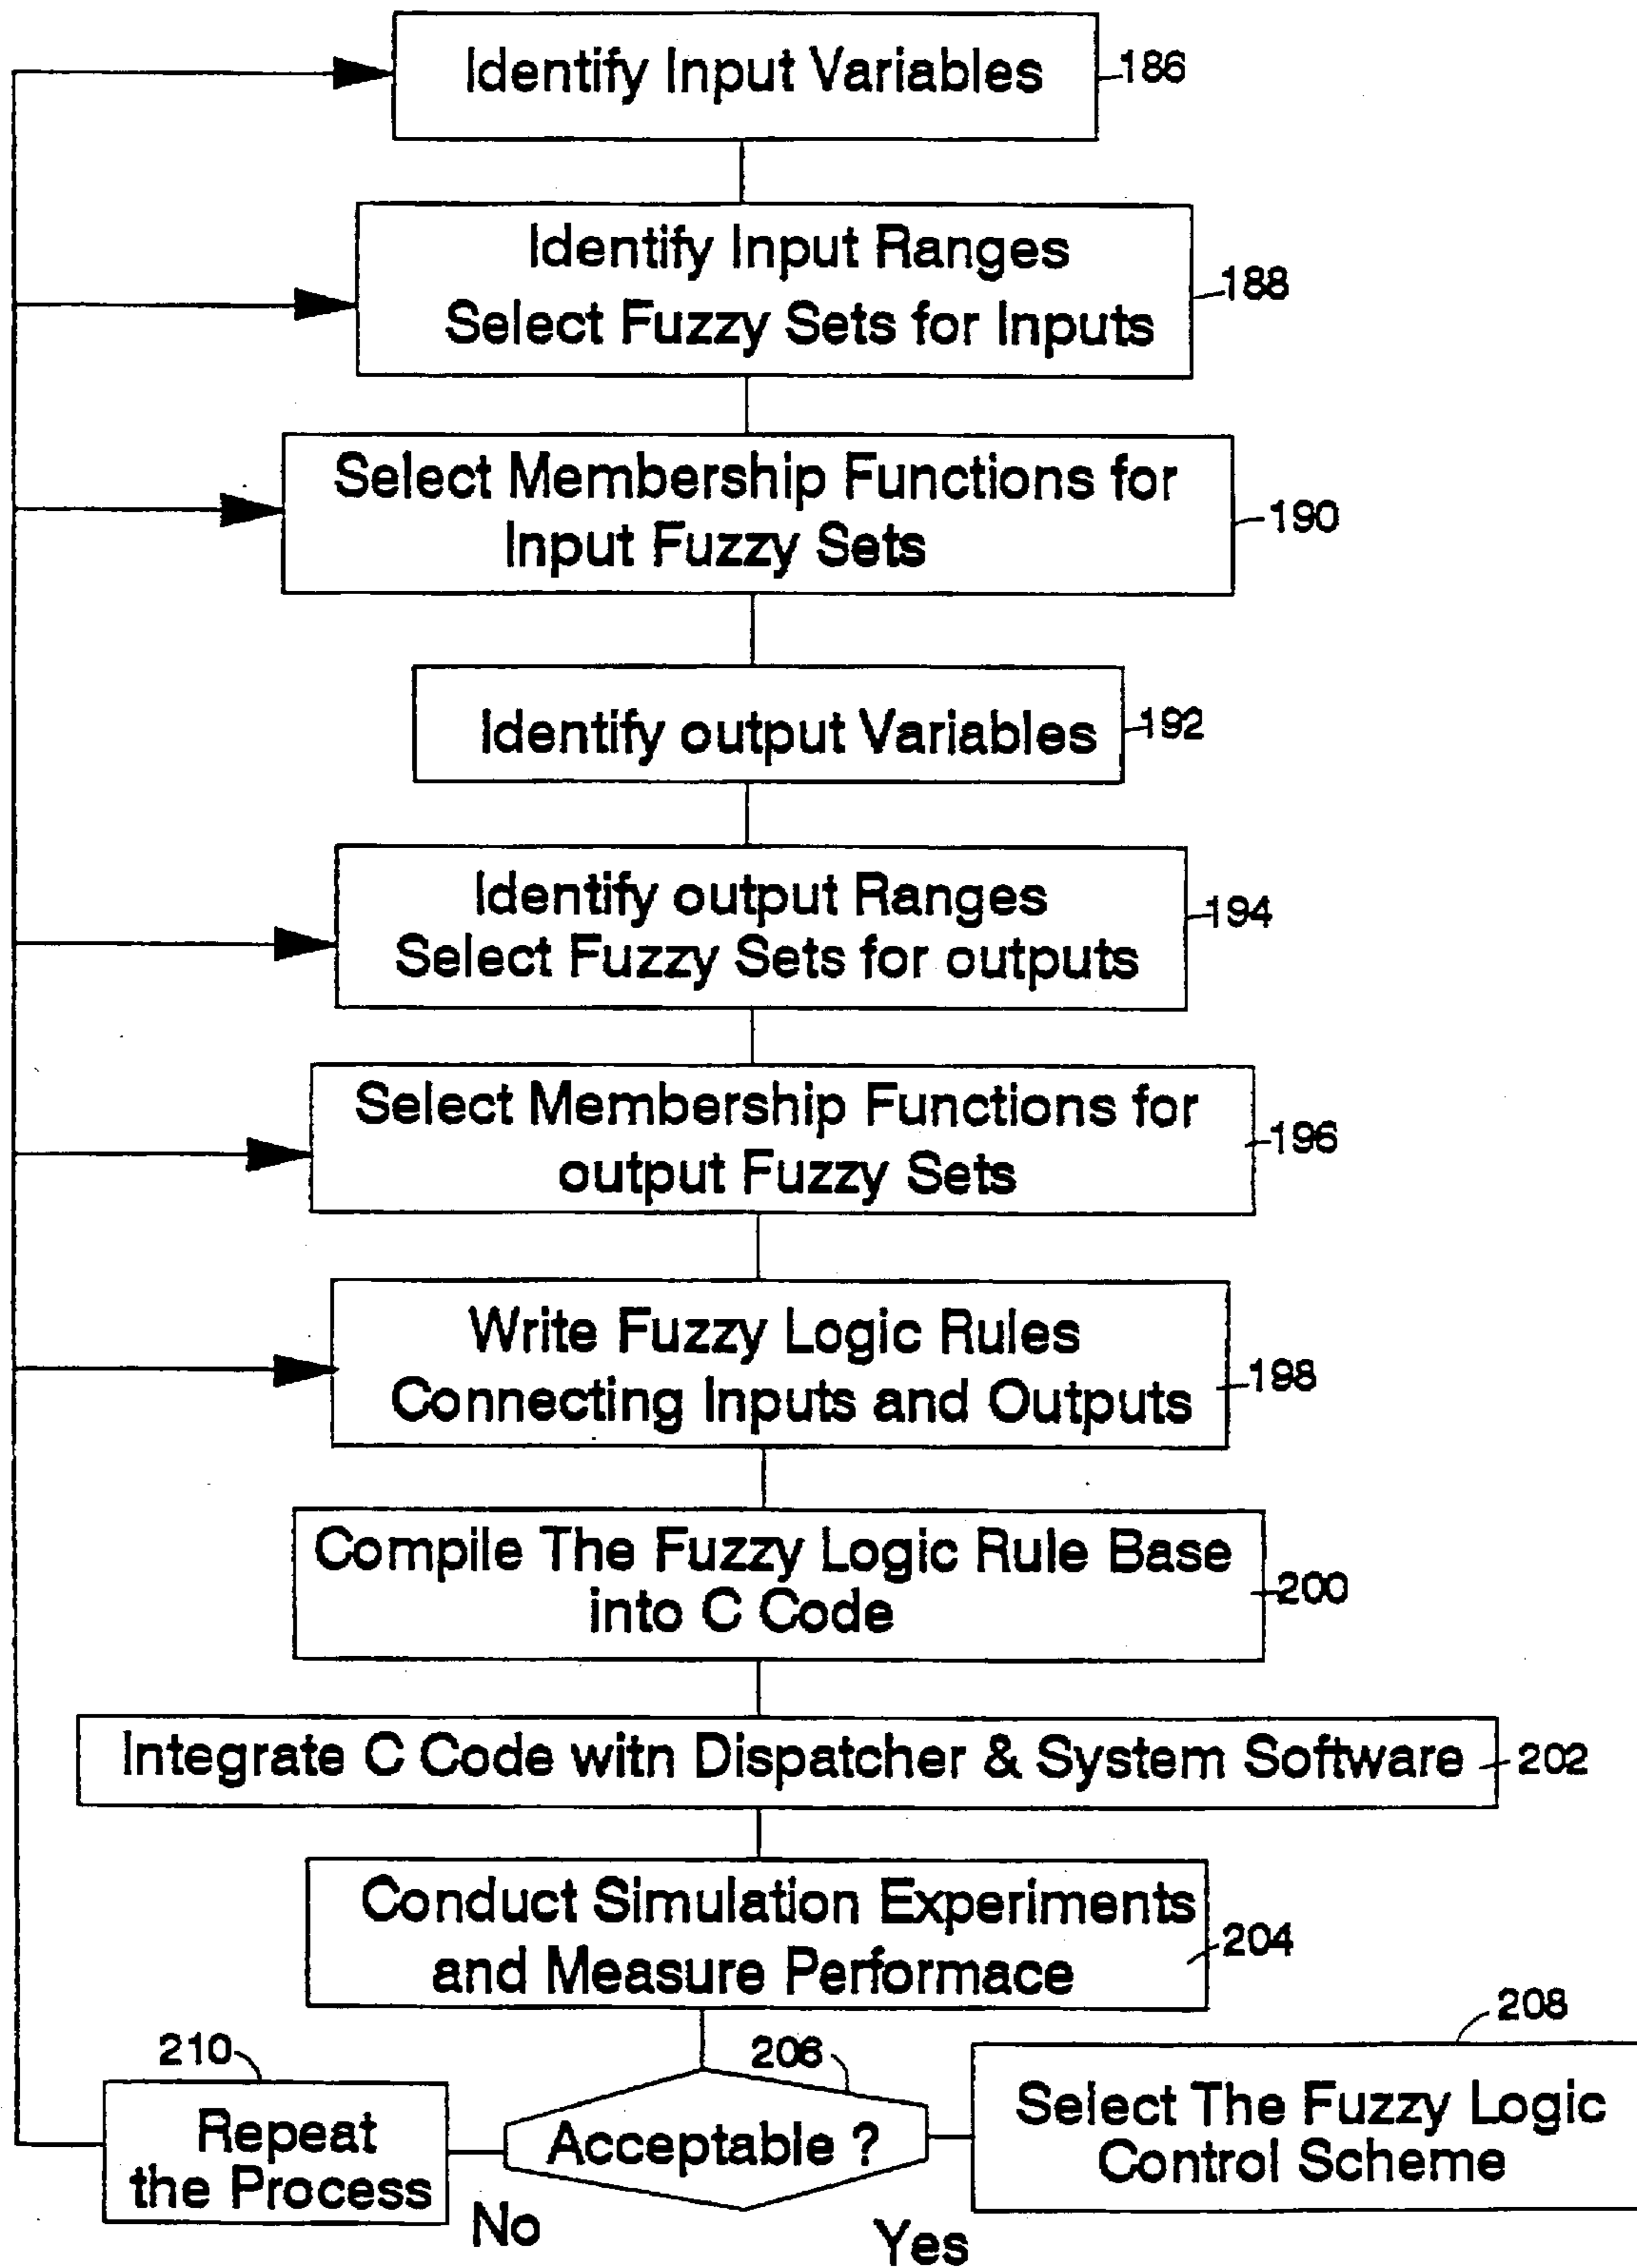 Identify Input Variables
186
Identify Input Ranges
Select Fuzzy Sets for Inputs
188
Select Membership Functions for
Input Fuzzy Sets
190
Identify output Variables
192
Identify output Ranges
Select Fuzzy Sets for outputs
194
Select Membership Functions for
output Fuzzy Sets
196
Write Fuzzy Logic Rules
Connecting Inputs and Outputs
198
Compile The Fuzzy Logic Rule Base
into C Code
200
Integrate C Code witn Dispatcher & System Software
202
Conduct Simulation Experiments
and Measure Performace
204
210
Repeat
the Process
No
206
Acceptable ?
Yes
208
Select The Fuzzy Logic
Control Scheme